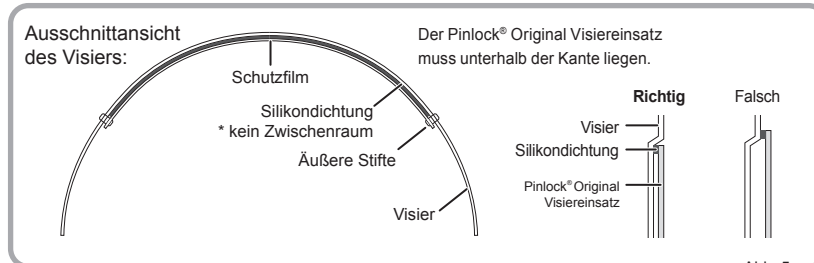 Ausschnittansicht
des Visiers:
Schutzfilm
Silikondichtung
* kein Zwischenraum
Äußere Stifte
Visier
Der Pinlock® Original Visiereinsatz
muss unterhalb der Kante liegen.
Richtig
Falsch
Visier
Silikondichtung
Pinlock® Original
Visiereinsatz